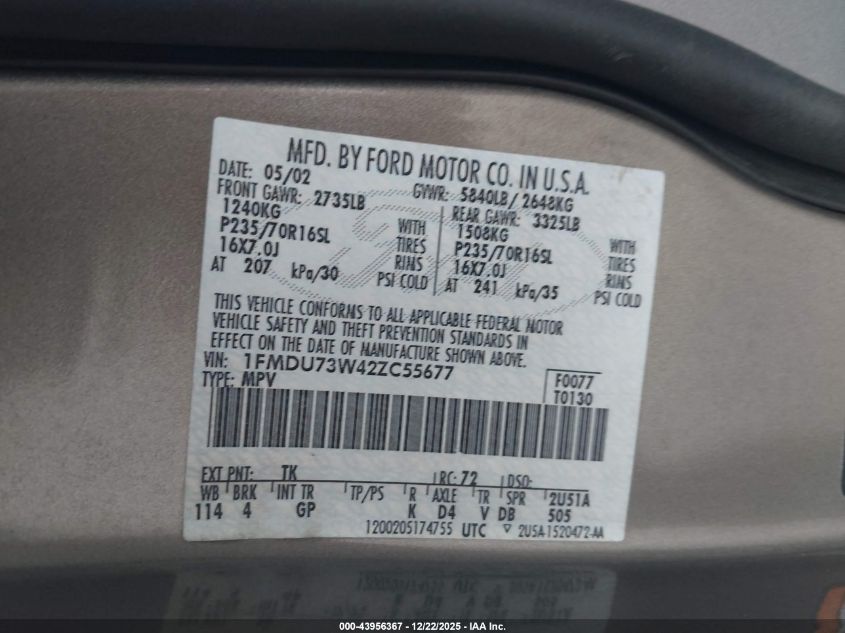 MFD. BY FORD MOTOR CO. IN U.S.A.
DATE: 05/02 GVWR: 5840LB/2648KG
FRONT GAWR: 2735LB REAR GAWR: 3325LB
1240KG WITH 1508KG WITH
P235/70R16SL TIRES P235/70R16SL TIRES
16X7.0J RIMS 16X7.0J RIMS
AT 207 kPa/30 PSI COLD AT 241 kPa/35 PSI COLD
THIS VEHICLE CONFORMS TO ALL APPLICABLE FEDERAL MOTOR
VEHICLE SAFETY AND THEFT PREVENTION STANDARDS IN
EFFECT ON THE DATE OF MANUFACTURE SHOWN ABOVE.
VIN: 1FMDU73W42ZC55677
TYPE: MPV
F0077
T0130
EXT PNT: TK RC: 72 DSO:
WB BRK INT TR TP/PS R AXLE TR SPR 2U51A
114 4 GP K D4 V DB 505
1200205174755 UTC ▽ 2U5A-1520472-AA
000-43956367 - 12/22/2025 - IAA Inc.